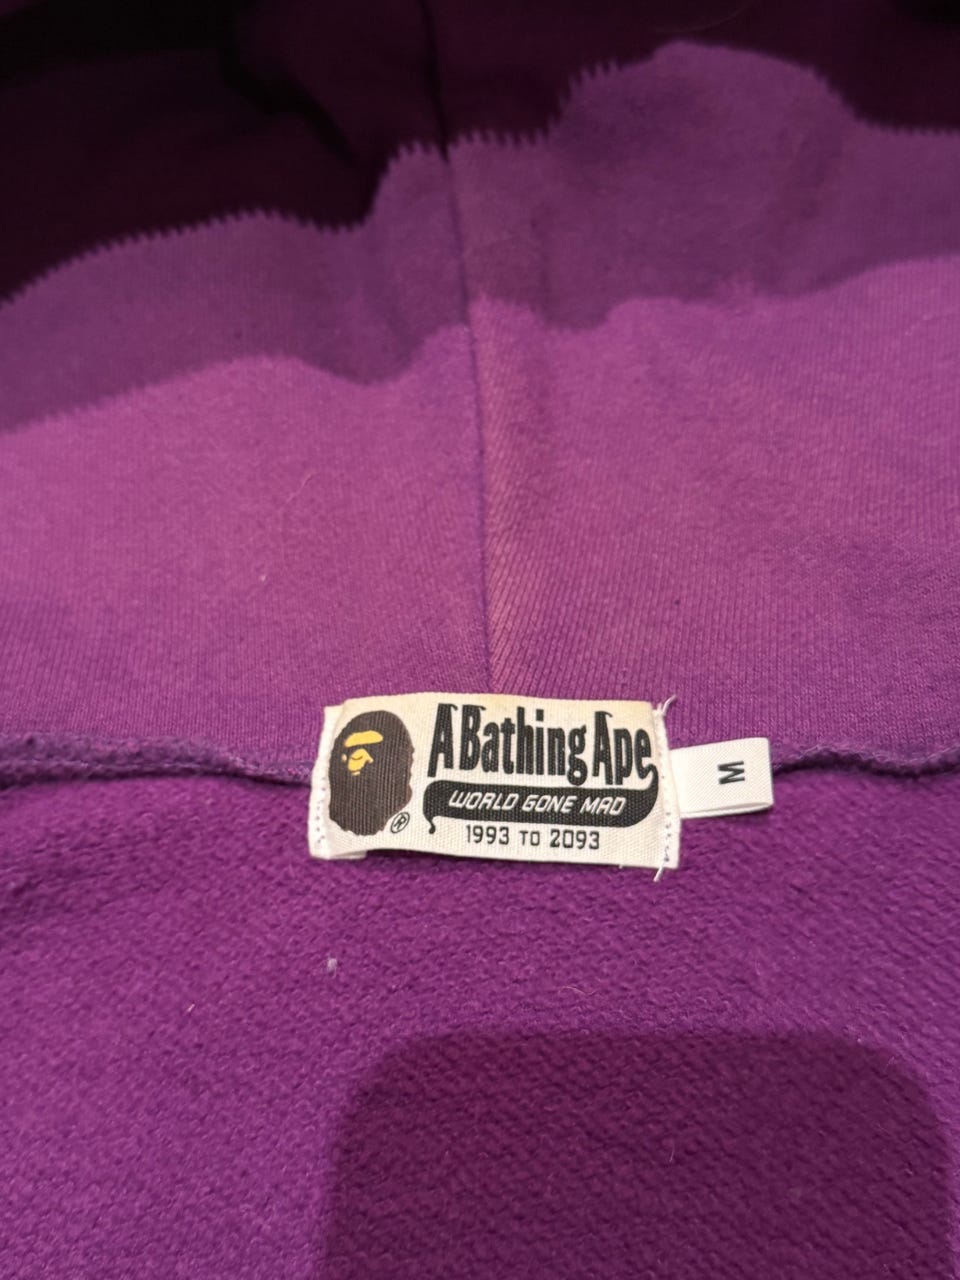 A Bathing Ape
WORLD GONE MAD
1993 TO 2093
®
M